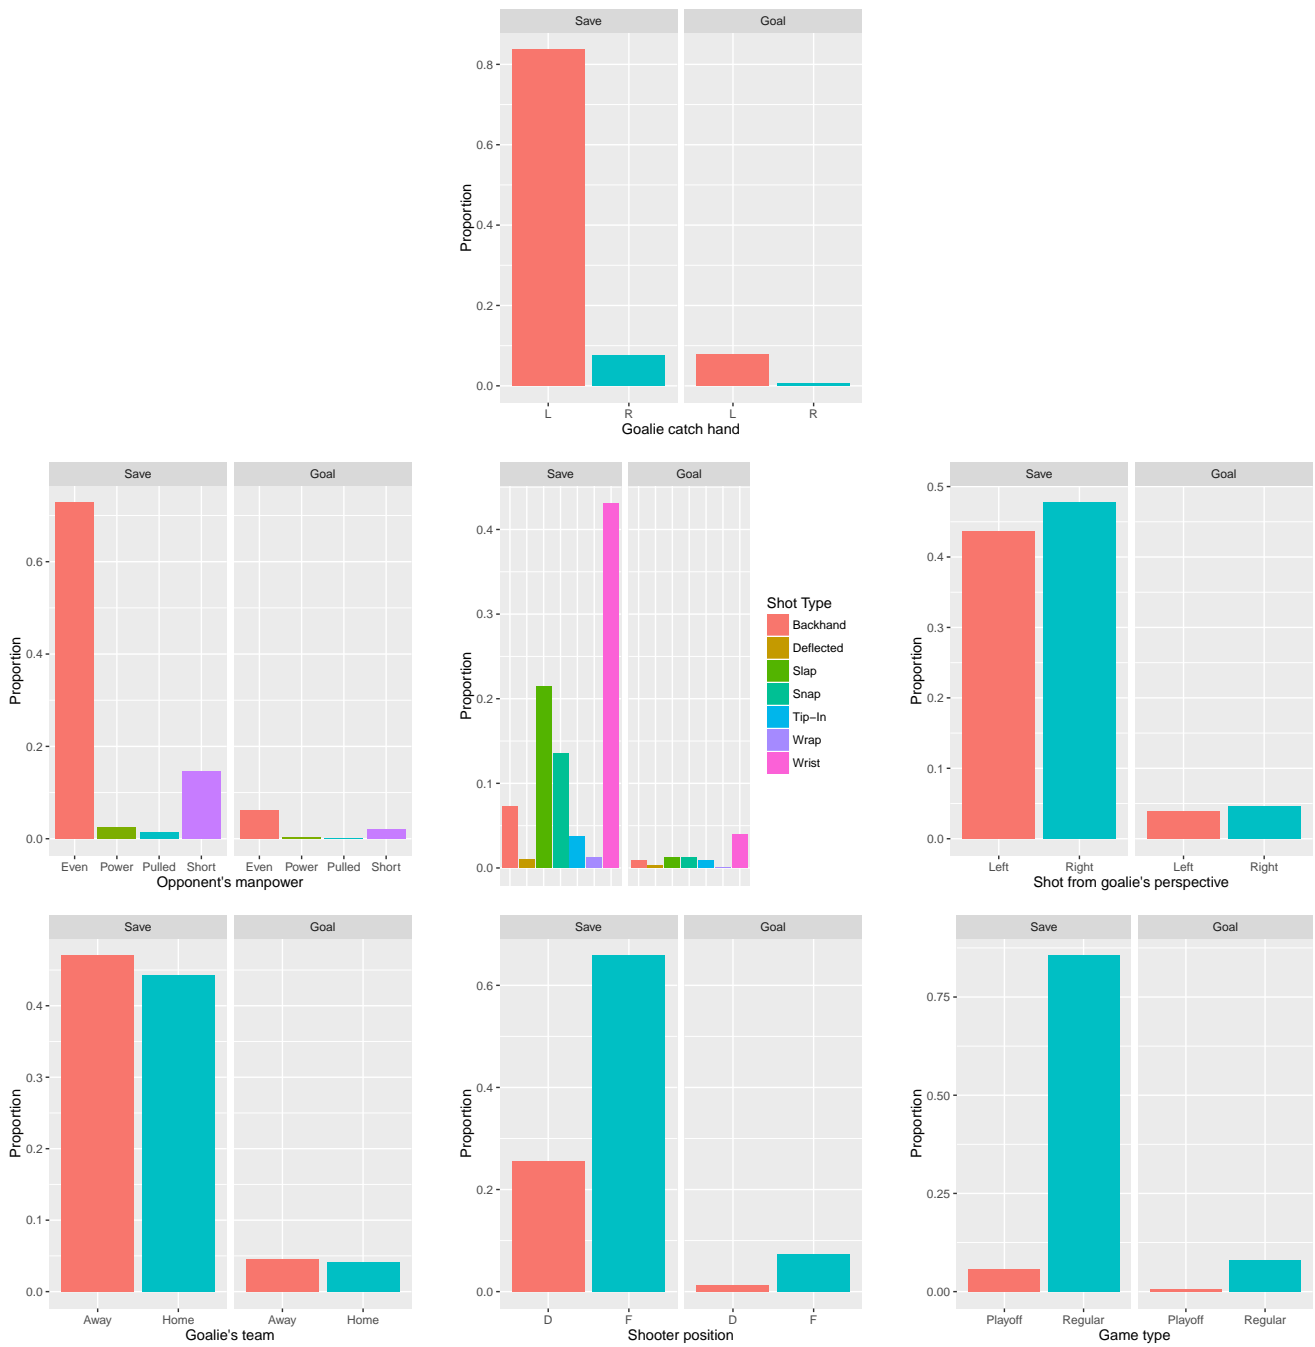 Save Goal
Proportion
0.8
0.6
0.4
0.2
0.0
L R L R
Goalie catch hand
Save Goal
Proportion
0.6
0.4
0.2
0.0
Even Power Pulled Short Even Power Pulled Short
Opponent's manpower
Save Goal
Proportion
0.4
0.3
0.2
0.1
0.0
Shot Type
Backhand
Deflected
Slap
Snap
Tip−In
Wrap
Wrist
Save Goal
Proportion
0.5
0.4
0.3
0.2
0.1
0.0
Left Right Left Right
Shot from goalie's perspective
Save Goal
Proportion
0.4
0.3
0.2
0.1
0.0
Away Home Away Home
Goalie's team
Save Goal
Proportion
0.6
0.4
0.2
0.0
D F D F
Shooter position
Save Goal
Proportion
0.75
0.50
0.25
0.00
Playoff Regular Playoff Regular
Game type